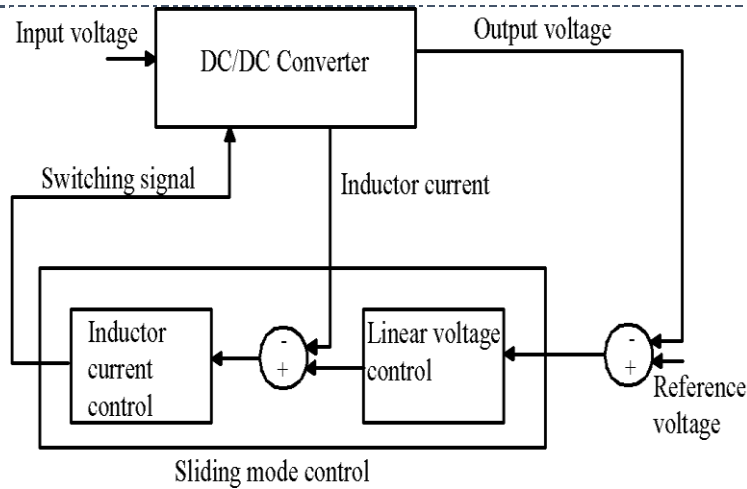 Input voltage
DC/DC Converter
Output voltage
Switching signal
Inductor current
Inductor
current
control
-
+
Linear voltage
control
-
+
Reference
voltage
Sliding mode control